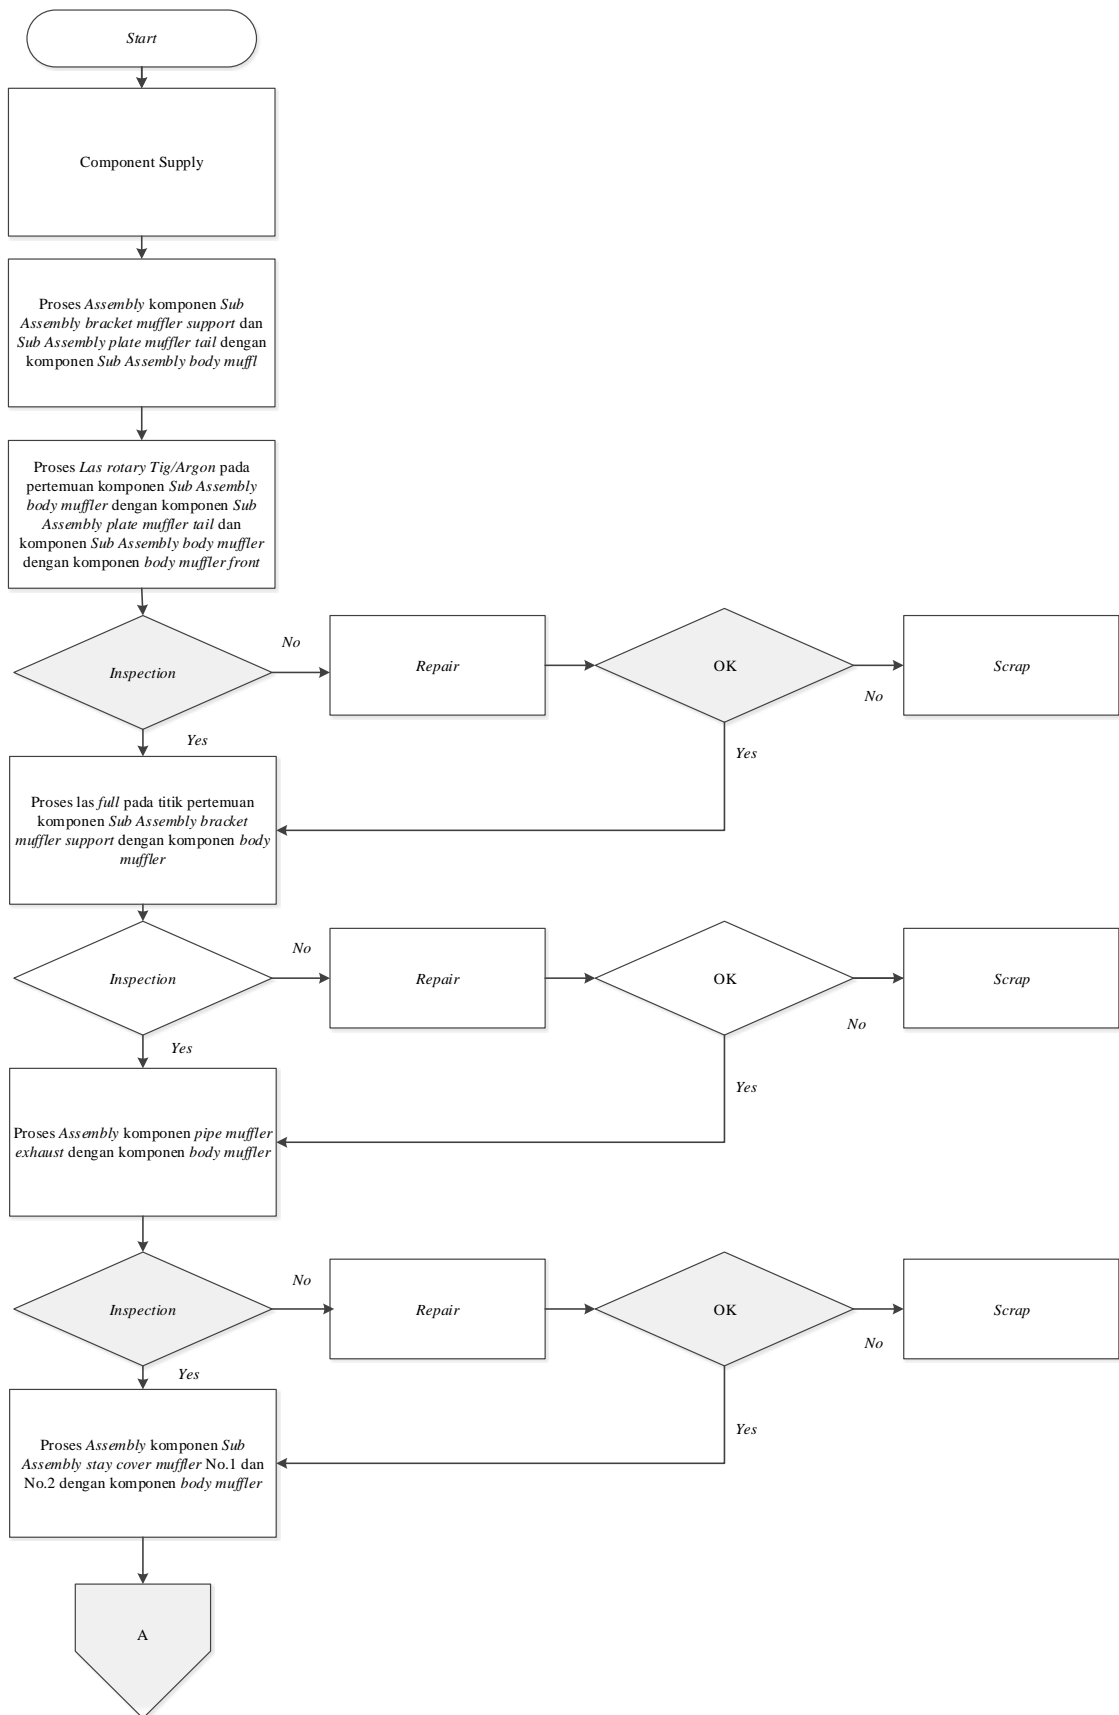 Start
Component Supply
Proses Assembly komponen Sub
Assembly bracket muffler support dan
Sub Assembly plate muffler tail dengan
komponen Sub Assembly body muffl
Proses Las rotary Tig/Argon pada
pertemuan komponen Sub Assembly
body muffler dengan komponen Sub
Assembly plate muffler tail dan
komponen Sub Assembly body muffler
dengan komponen body muffler front
Inspection
No
Repair
OK
No
Scrap
Yes
Yes
Proses las full pada titik pertemuan
komponen Sub Assembly bracket
muffler support dengan komponen body
muffler
Inspection
No
Repair
OK
No
Scrap
Yes
Yes
Proses Assembly komponen pipe muffler
exhaust dengan komponen body muffler
Inspection
No
Repair
OK
No
Scrap
Yes
Yes
Proses Assembly komponen Sub
Assembly stay cover muffler No.1 dan
No.2 dengan komponen body muffler
A